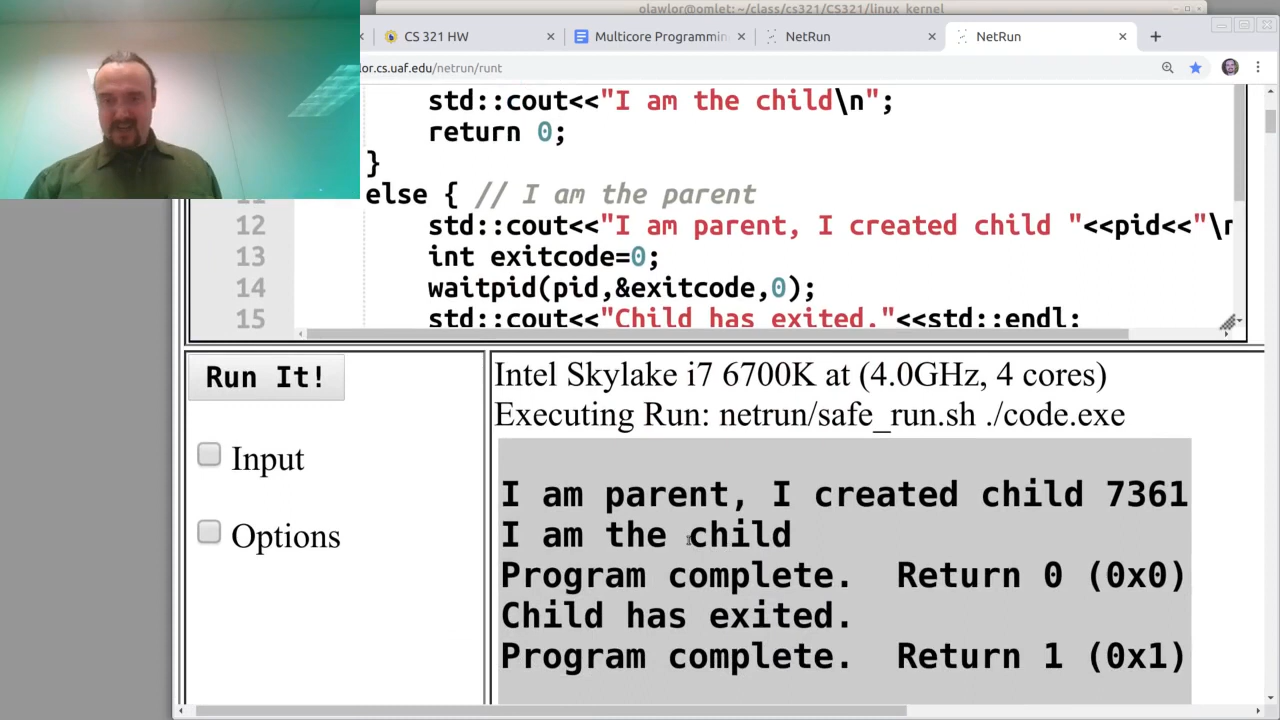 olawlor@omlet: ~/class/cs321/CS321/linux_kernel
CS 321 HW
Multicore Programmin
NetRun
NetRun
lor.cs.uaf.edu/netrun/runt
std::cout<<"I am the child\n";
return 0;
}
else { // I am the parent
12 std::cout<<"I am parent, I created child "<<pid<<"\n
13 int exitcode=0;
14 waitpid(pid,&exitcode,0);
15 std::cout<<"Child has exited."<<std::endl;
Run It!
Input
Options
Intel Skylake i7 6700K at (4.0GHz, 4 cores)
Executing Run: netrun/safe_run.sh ./code.exe
I am parent, I created child 7361
I am the child
Program complete.  Return 0 (0x0)
Child has exited.
Program complete.  Return 1 (0x1)